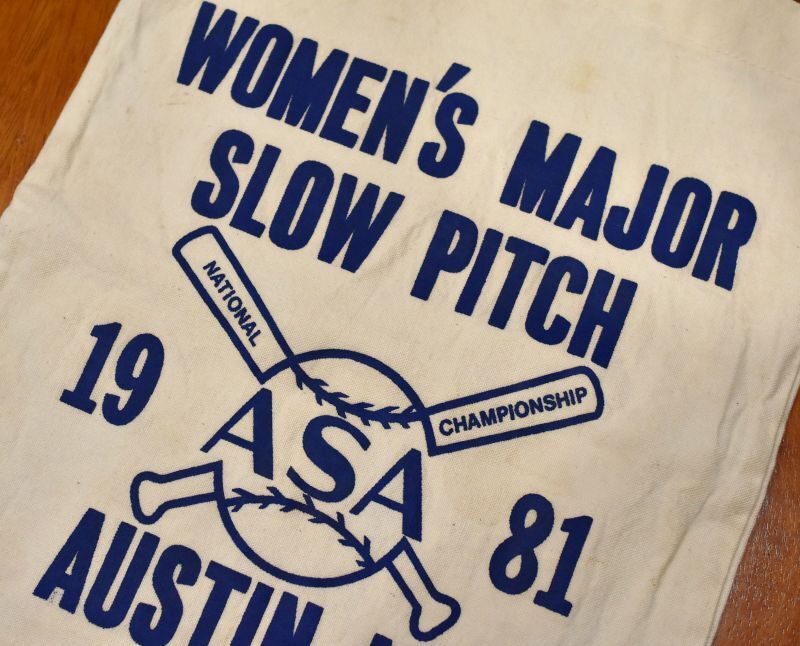 WOMEN'S MAJOR
SLOW PITCH
NATIONAL
CHAMPIONSHIP
19
ASA
81
AUSTIN